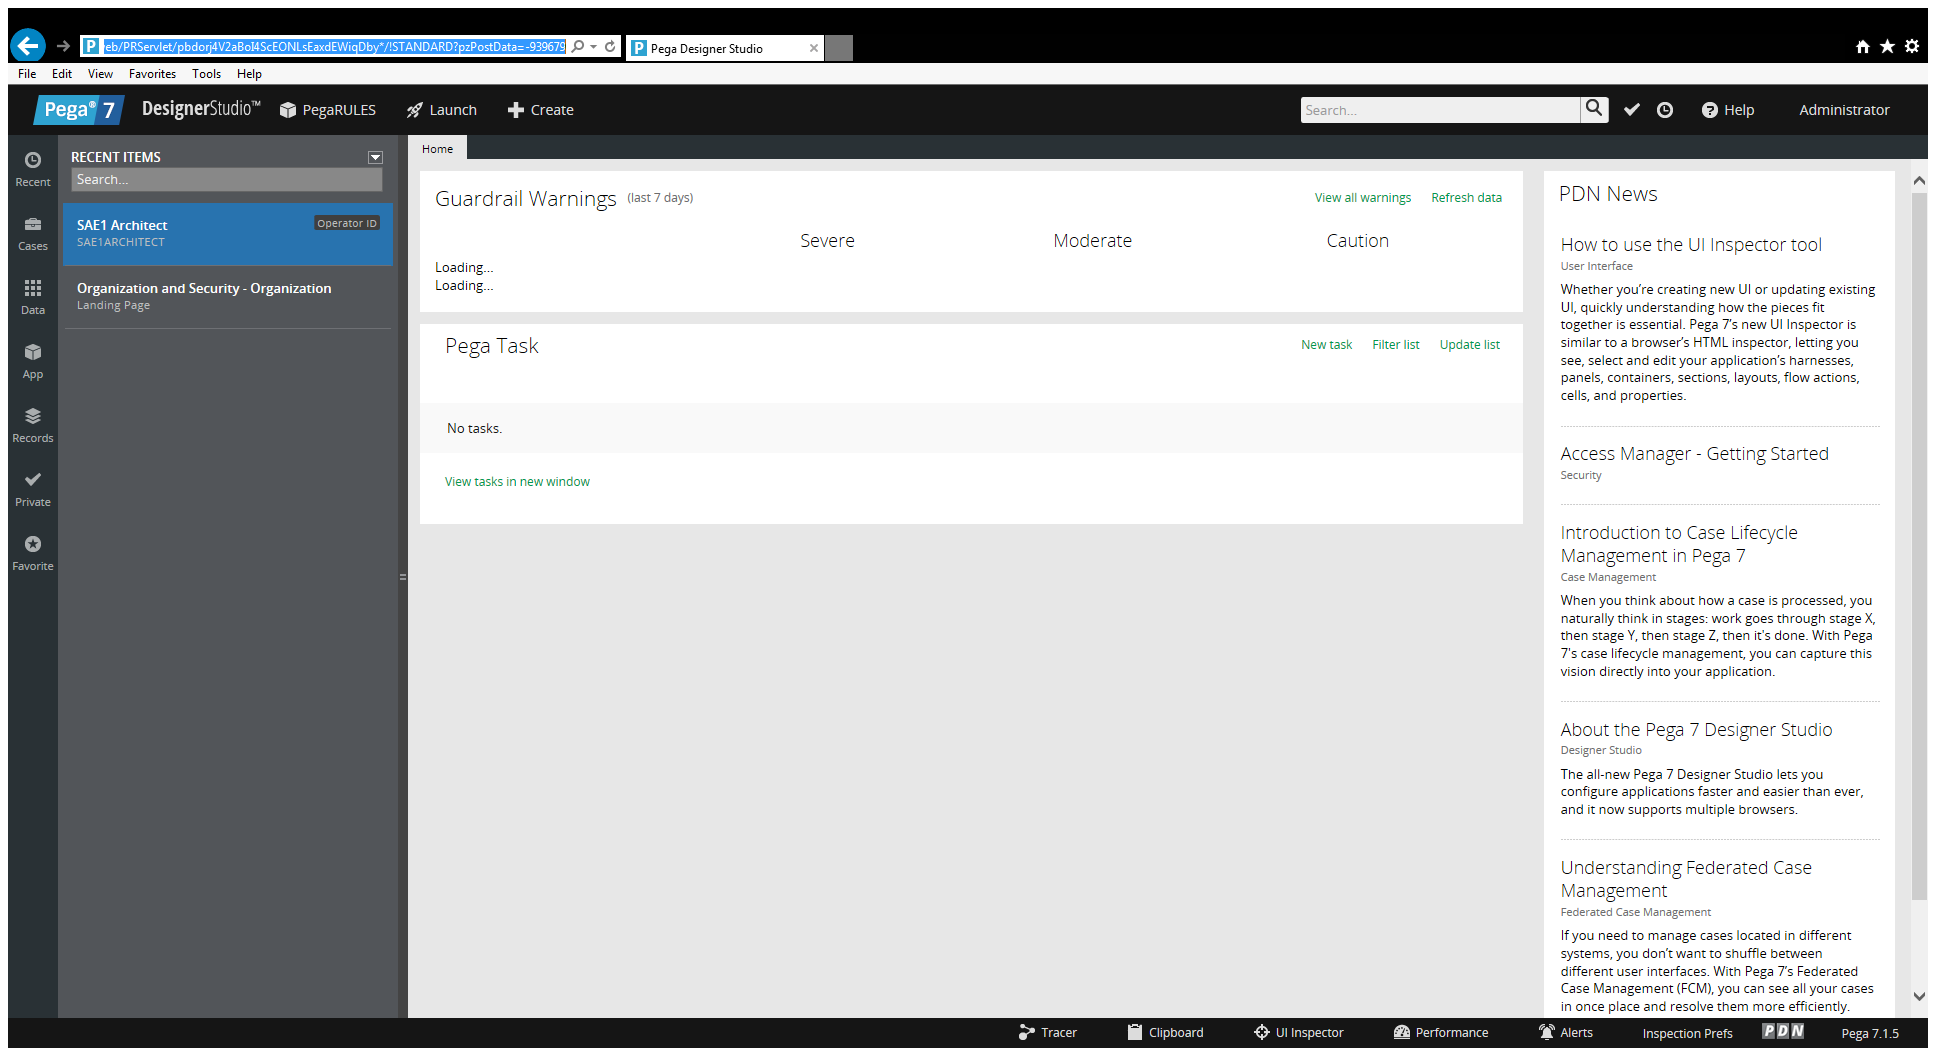 P reb/PRServlet/pbdorj4V2aBoI4ScEONLsEaxdEWiqDby*/!STANDARD?pzPostData=-939679
P Pega Designer Studio
File Edit View Favorites Tools Help
Pega® 7 DesignerStudio™ PegaRULES Launch Create
Search... Help Administrator
Home
Recent
Cases
Data
App
Records
Private
Favorite
RECENT ITEMS
Search...
SAE1 Architect Operator ID
SAE1ARCHITECT
Organization and Security - Organization
Landing Page
Guardrail Warnings (last 7 days) View all warnings Refresh data
Severe Moderate Caution
Loading...
Loading...
Pega Task New task Filter list Update list
No tasks.
View tasks in new window
PDN News
How to use the UI Inspector tool
User Interface
Whether you're creating new UI or updating existing
UI, quickly understanding how the pieces fit
together is essential. Pega 7's new UI Inspector is
similar to a browser's HTML inspector, letting you
see, select and edit your application's harnesses,
panels, containers, sections, layouts, flow actions,
cells, and properties.
Access Manager - Getting Started
Security
Introduction to Case Lifecycle
Management in Pega 7
Case Management
When you think about how a case is processed, you
naturally think in stages: work goes through stage X,
then stage Y, then stage Z, then it's done. With Pega
7's case lifecycle management, you can capture this
vision directly into your application.
About the Pega 7 Designer Studio
Designer Studio
The all-new Pega 7 Designer Studio lets you
configure applications faster and easier than ever,
and it now supports multiple browsers.
Understanding Federated Case
Management
Federated Case Management
If you need to manage cases located in different
systems, you don't want to shuffle between
different user interfaces. With Pega 7's Federated
Case Management (FCM), you can see all your cases
in once place and resolve them more efficiently.
Tracer Clipboard UI Inspector Performance Alerts Inspection Prefs PDN Pega 7.1.5